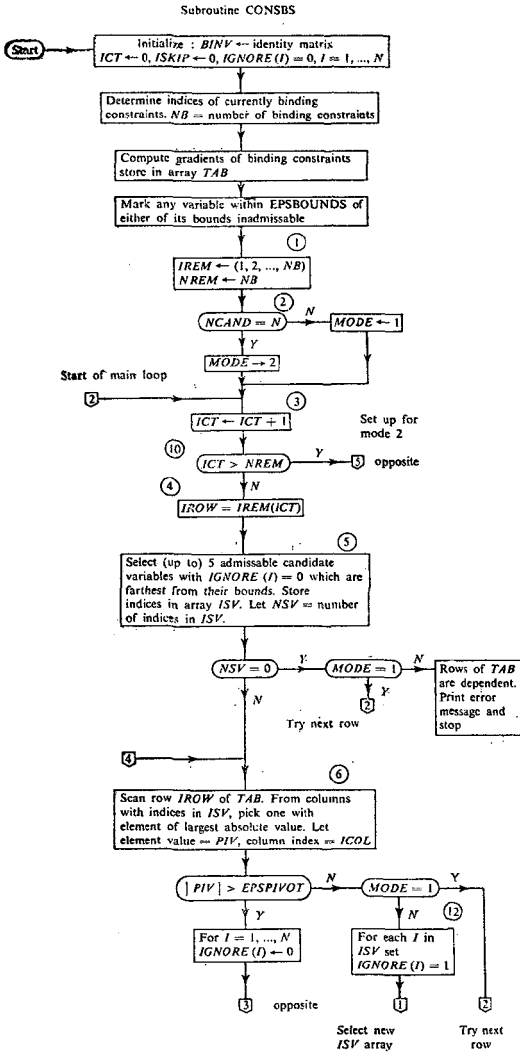 Subroutine CONSBS
Start
Initialize : BINV ← identity matrix
ICT ← 0, ISKIP ← 0, IGNORE (I) = 0, I = 1, ..., N
Determine indices of currently binding
constraints. NB = number of binding constraints
Compute gradients of binding constraints
store in array TAB
Mark any variable within EPSBOUNDS of
either of its bounds inadmissable
1
IREM ← (1, 2, ..., NB)
NREM ← NB
2
NCAND = N
N
MODE ← 1
Y
MODE → 2
Start of main loop
2
3
ICT ← ICT + 1
Set up for
mode 2
10
ICT > NREM
Y
5
opposite
N
4
IROW = IREM(ICT)
5
Select (up to) 5 admissable candidate
variables with IGNORE (I) = 0 which are
farthest from their bounds. Store
indices in array ISV. Let NSV = number
of indices in ISV.
NSV = 0
Y
MODE = 1
N
Rows of TAB
are dependent.
Print error
message and
stop
N
Y
2
Try next row
4
6
Scan row IROW of TAB. From columns
with indices in ISV, pick one with
element of largest absolute value. Let
element value = PIV, column index = ICOL
| PIV | > EPSPIVOT
N
MODE = 1
Y
Y
N
12
For I = 1, ..., N
IGNORE (I) ← 0
For each I in
ISV set
IGNORE (I) = 1
3
opposite
1
2
Select new
ISV array
Try next
row